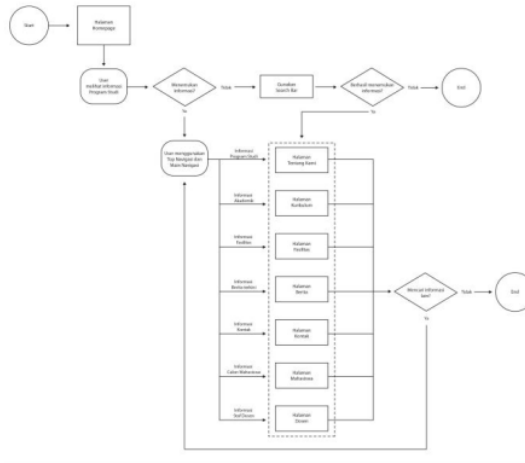 Start
Halaman
Homepage
User
melihat informasi
Program Studi
Menemukan
informasi?
Tidak
Gunakan
Search Bar
Berhasil menemukan
informasi?
Tidak
End
Ya
Ya
User menggunakan
Top Navigasi dan
Main Navigasi
Informasi
Program Studi
Halaman
Tentang Kami
Informasi
Akademik
Halaman
Kurikulum
Informasi
Fasilitas
Halaman
Fasilitas
Informasi
Berita terkini
Halaman
Berita
Mencari informasi
lain?
Tidak
End
Ya
Informasi
Kontak
Halaman
Kontak
Informasi
Calon Mahasiswa
Halaman
Mahasiswa
Informasi
Staf Dosen
Halaman
Dosen